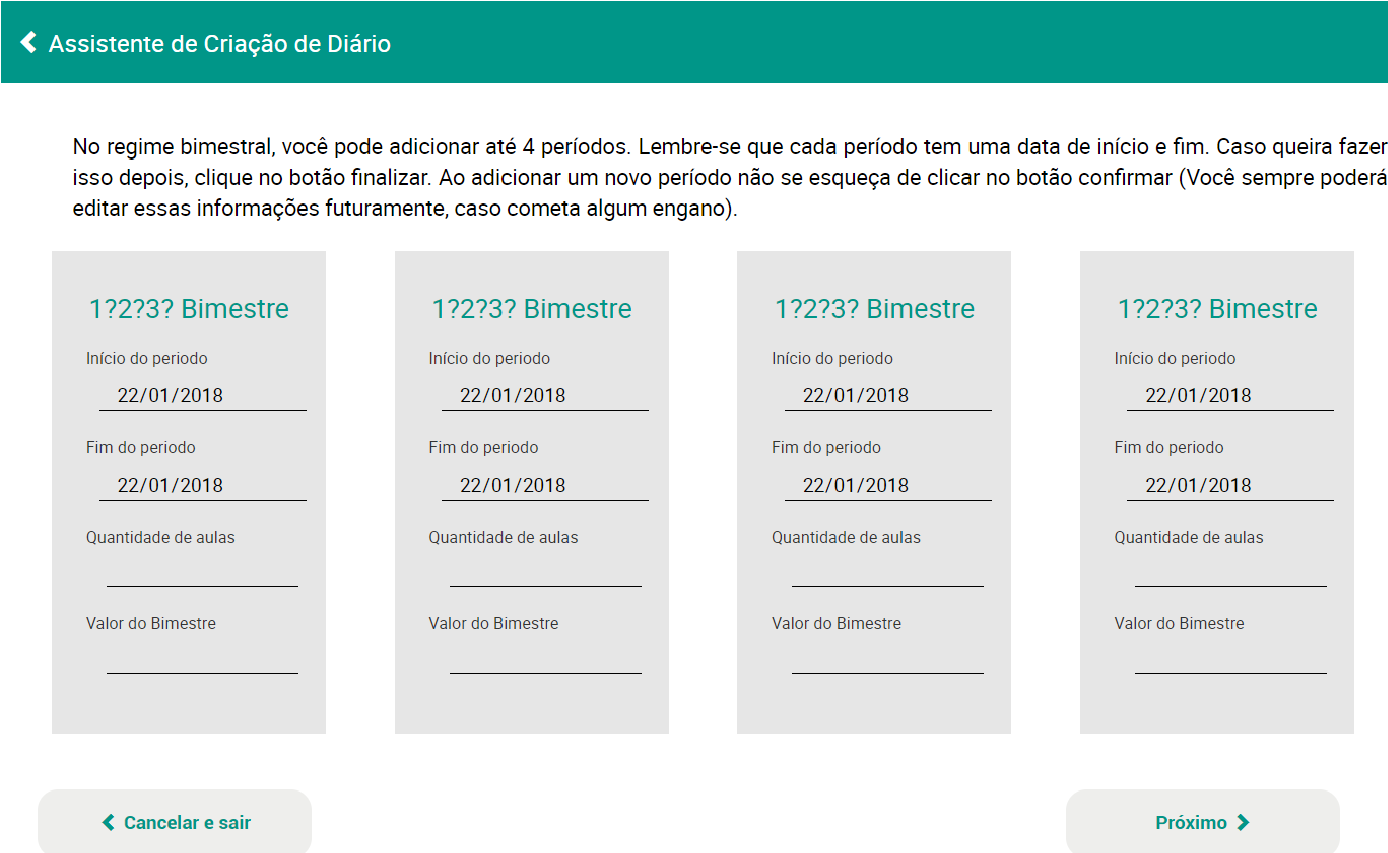 Assistente de Criação de Diário
No regime bimestral, você pode adicionar até 4 períodos. Lembre-se que cada período tem uma data de início e fim. Caso queira fazer
isso depois, clique no botão finalizar. Ao adicionar um novo período não se esqueça de clicar no botão confirmar (Você sempre poderá
editar essas informações futuramente, caso cometa algum engano).
1?2?3? Bimestre
Início do periodo
22/01/2018
Fim do periodo
22/01/2018
Quantidade de aulas
Valor do Bimestre
1?2?3? Bimestre
Início do periodo
22/01/2018
Fim do periodo
22/01/2018
Quantidade de aulas
Valor do Bimestre
1?2?3? Bimestre
Início do periodo
22/01/2018
Fim do periodo
22/01/2018
Quantidade de aulas
Valor do Bimestre
1?2?3? Bimestre
Início do periodo
22/01/2018
Fim do periodo
22/01/2018
Quantidade de aulas
Valor do Bimestre
Cancelar e sair
Próximo